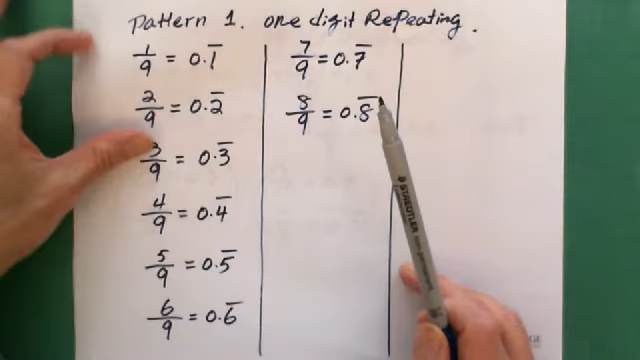 Pattern 1. one digit Repeating.
1/9 = 0.1̅
2/9 = 0.2̅
3/9 = 0.3̅
4/9 = 0.4̅
5/9 = 0.5̅
6/9 = 0.6̅
7/9 = 0.7̅
8/9 = 0.8̅
STAEDTLER